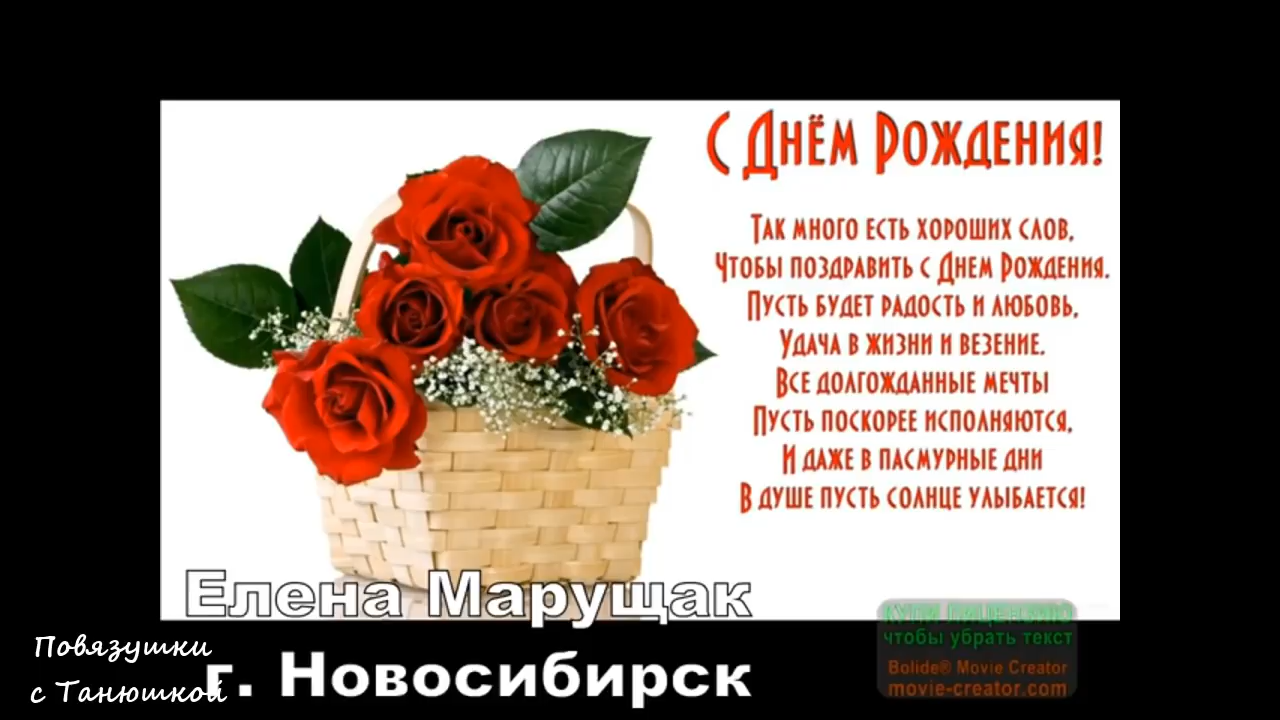 С Днём Рождения!
Так много есть хороших слов,
Чтобы поздравить с Днем Рождения.
Пусть будет радость и любовь,
Удача в жизни и везение.
Все долгожданные мечты
Пусть поскорее исполняются,
И даже в пасмурные дни
В душе пусть солнце улыбается!
Елена Марущак
г. Новосибирск
Повязушки
с Танюшкой
КУПИ ЛИЦЕНЗИЮ
чтобы убрать текст
Bolide® Movie Creator
movie-creator.com